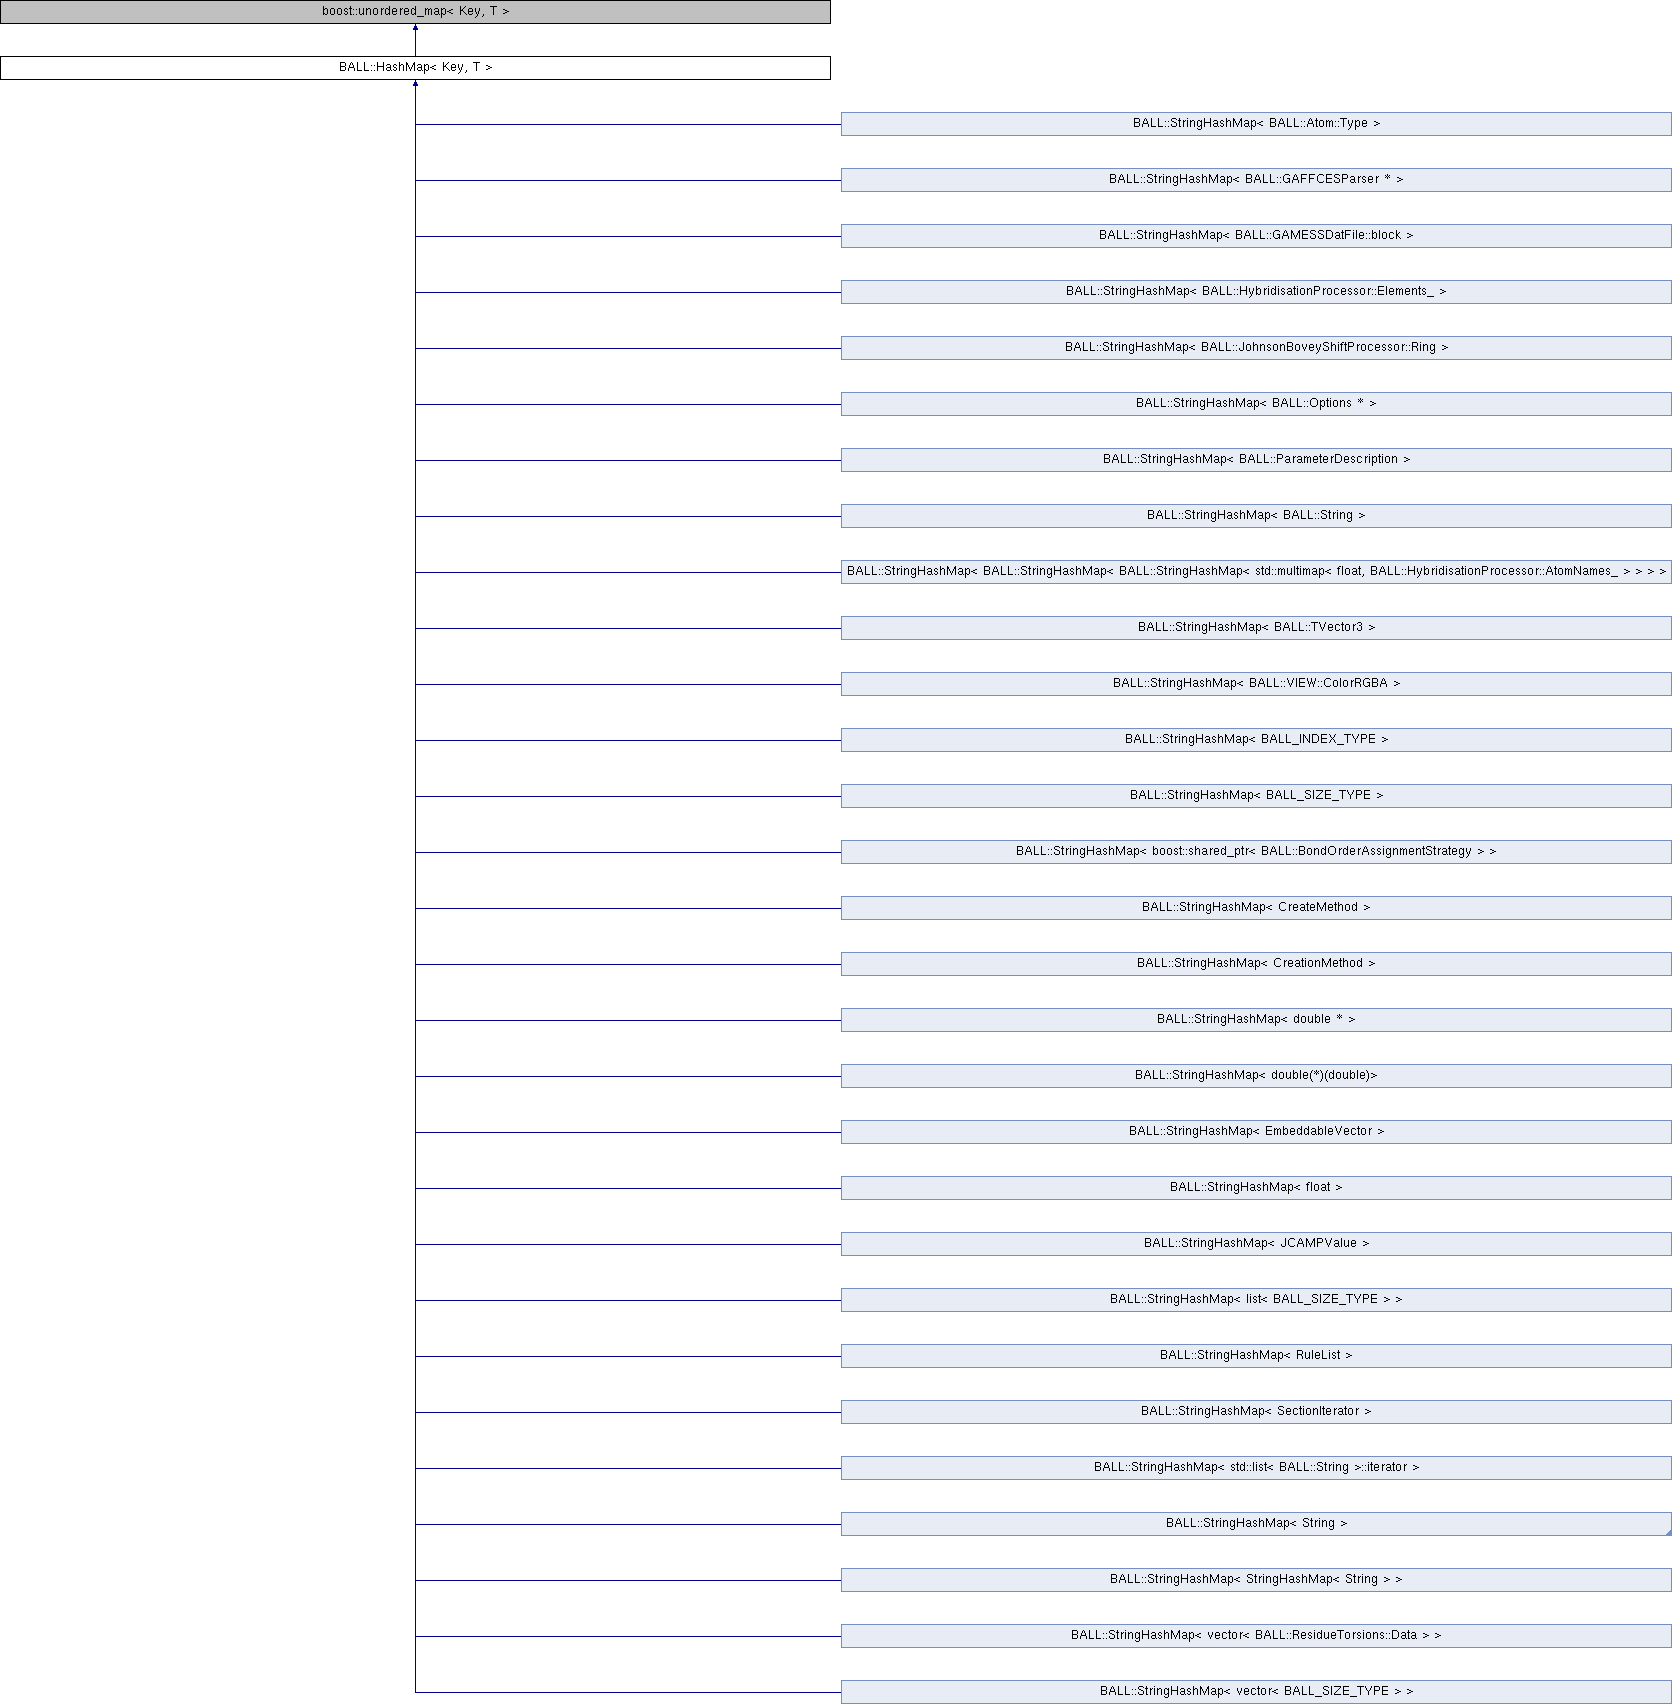 boost::unordered_map< Key, T >
BALL::HashMap< Key, T >
BALL::StringHashMap< BALL::Atom::Type >
BALL::StringHashMap< BALL::GAFFCESParser * >
BALL::StringHashMap< BALL::GAMESSDatFile::block >
BALL::StringHashMap< BALL::HybridisationProcessor::Elements_ >
BALL::StringHashMap< BALL::JohnsonBoveyShiftProcessor::Ring >
BALL::StringHashMap< BALL::Options * >
BALL::StringHashMap< BALL::ParameterDescription >
BALL::StringHashMap< BALL::String >
BALL::StringHashMap< BALL::StringHashMap< BALL::StringHashMap< std::multimap< float, BALL::HybridisationProcessor::AtomNames_ > > > >
BALL::StringHashMap< BALL::TVector3 >
BALL::StringHashMap< BALL::VIEW::ColorRGBA >
BALL::StringHashMap< BALL_INDEX_TYPE >
BALL::StringHashMap< BALL_SIZE_TYPE >
BALL::StringHashMap< boost::shared_ptr< BALL::BondOrderAssignmentStrategy > >
BALL::StringHashMap< CreateMethod >
BALL::StringHashMap< CreationMethod >
BALL::StringHashMap< double * >
BALL::StringHashMap< double(*)(double)>
BALL::StringHashMap< EmbeddableVector >
BALL::StringHashMap< float >
BALL::StringHashMap< JCAMPValue >
BALL::StringHashMap< list< BALL_SIZE_TYPE > >
BALL::StringHashMap< RuleList >
BALL::StringHashMap< SectionIterator >
BALL::StringHashMap< std::list< BALL::String >::iterator >
BALL::StringHashMap< String >
BALL::StringHashMap< StringHashMap< String > >
BALL::StringHashMap< vector< BALL::ResidueTorsions::Data > >
BALL::StringHashMap< vector< BALL_SIZE_TYPE > >